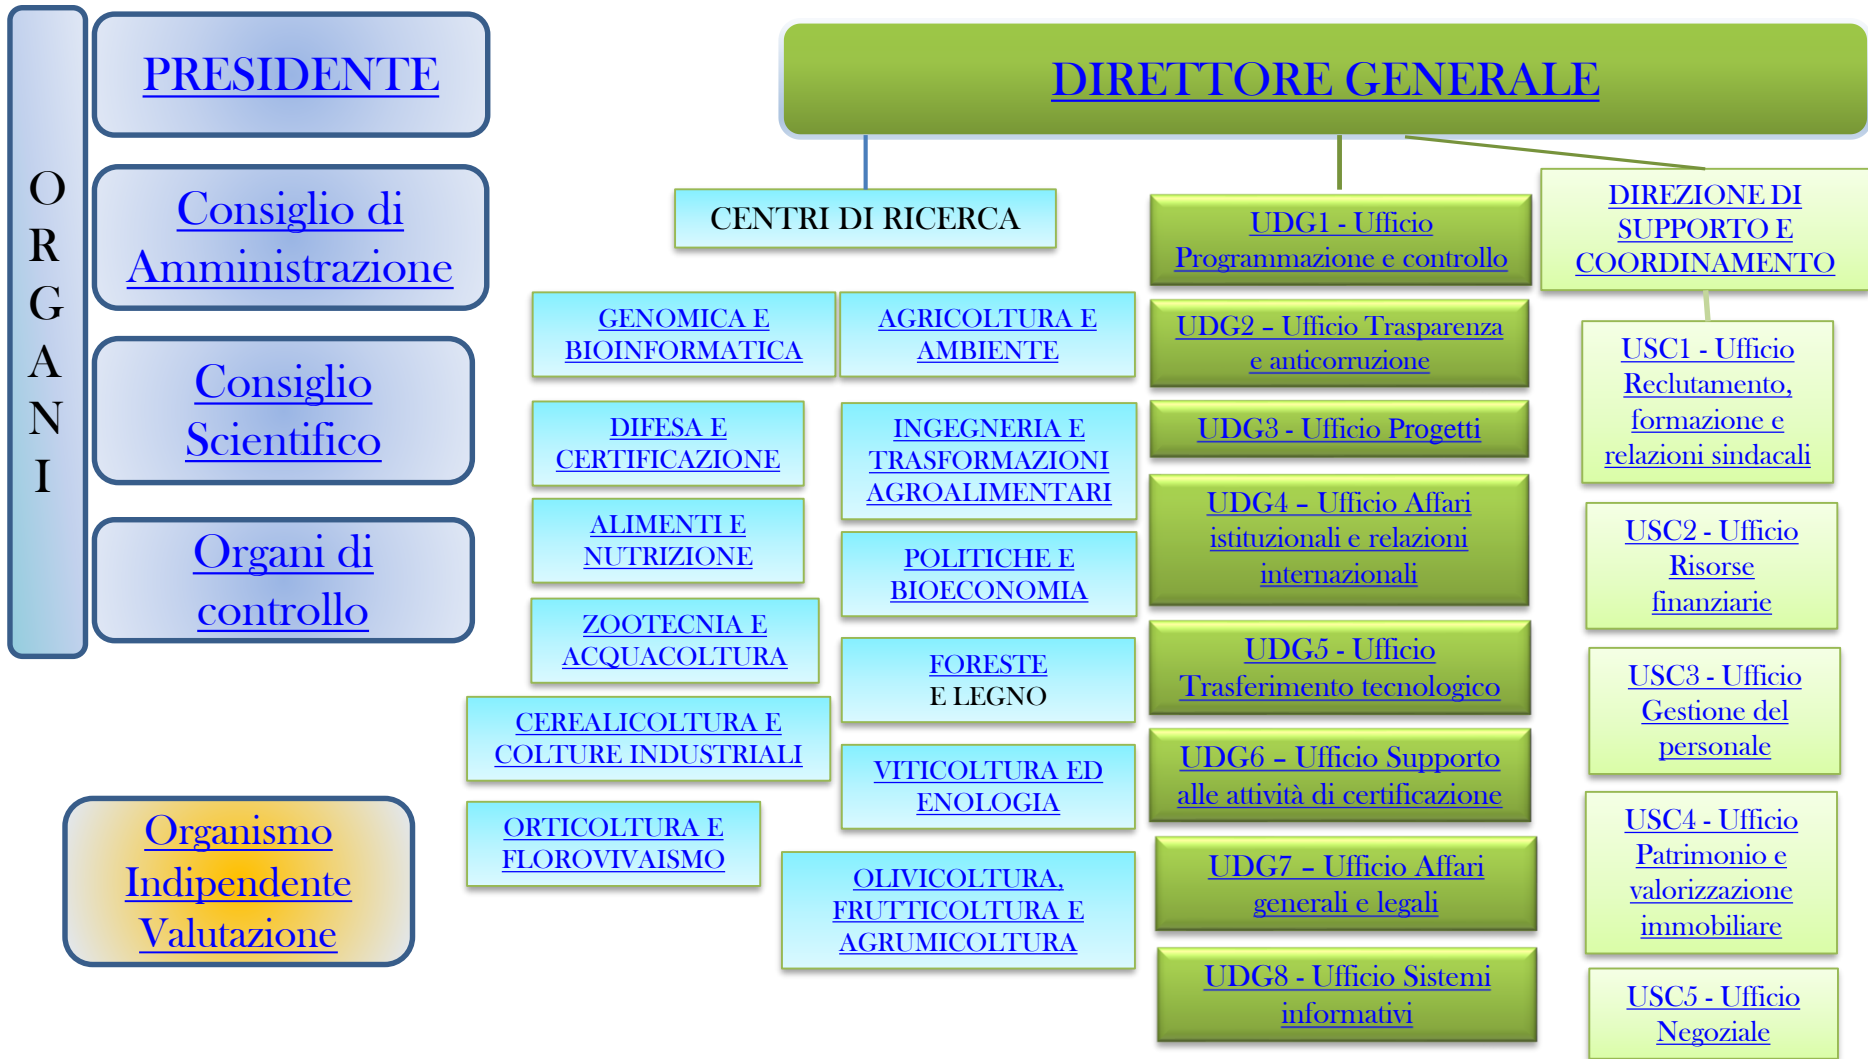 ORGANI
PRESIDENTE
Consiglio di
Amministrazione
Consiglio
Scientifico
Organi di
controllo
Organismo
Indipendente
Valutazione
DIRETTORE GENERALE
CENTRI DI RICERCA
GENOMICA E
BIOINFORMATICA
AGRICOLTURA E
AMBIENTE
DIFESA E
CERTIFICAZIONE
INGEGNERIA E
TRASFORMAZIONI
AGROALIMENTARI
ALIMENTI E
NUTRIZIONE
POLITICHE E
BIOECONOMIA
ZOOTECNIA E
ACQUACOLTURA
FORESTE
E LEGNO
CEREALICOLTURA E
COLTURE INDUSTRIALI
VITICOLTURA ED
ENOLOGIA
ORTICOLTURA E
FLOROVIVAISMO
OLIVICOLTURA,
FRUTTICOLTURA E
AGRUMICOLTURA
UDG1 - Ufficio
Programmazione e controllo
UDG2 – Ufficio Trasparenza
e anticorruzione
UDG3 - Ufficio Progetti
UDG4 – Ufficio Affari
istituzionali e relazioni
internazionali
UDG5 - Ufficio
Trasferimento tecnologico
UDG6 – Ufficio Supporto
alle attività di certificazione
UDG7 – Ufficio Affari
generali e legali
UDG8 - Ufficio Sistemi
informativi
DIREZIONE DI
SUPPORTO E
COORDINAMENTO
USC1 - Ufficio
Reclutamento,
formazione e
relazioni sindacali
USC2 - Ufficio
Risorse
finanziarie
USC3 - Ufficio
Gestione del
personale
USC4 - Ufficio
Patrimonio e
valorizzazione
immobiliare
USC5 - Ufficio
Negoziale